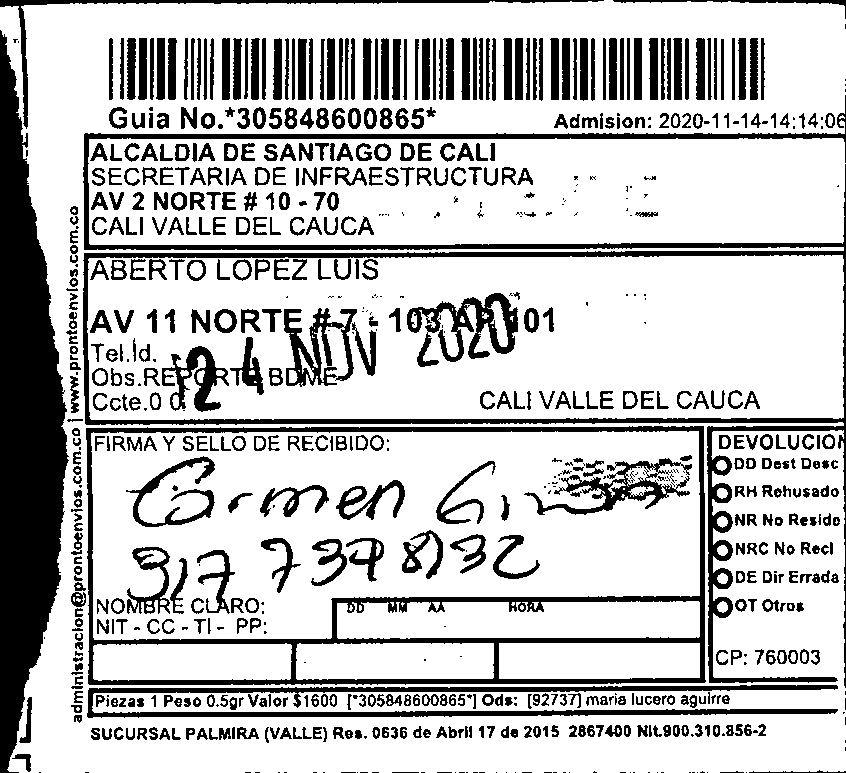 Guia No.*305848600865*
Admision: 2020-11-14-14:14:06
ALCALDIA DE SANTIAGO DE CALI
SECRETARIA DE INFRAESTRUCTURA
AV 2 NORTE # 10 - 70
CALI VALLE DEL CAUCA
ABERTO LOPEZ LUIS
AV 11 NORTE # 7 - 103 AP 101
24 NOV 2020
Tel.Id.
Obs.REPORTE BDME
Ccte.0 0
CALI VALLE DEL CAUCA
FIRMA Y SELLO DE RECIBIDO:
Carmen
NOMBRE CLARO:
NIT - CC - TI - PP:
DD MM AA HORA
DEVOLUCION
DD Dest Desc
RH Rehusado
NR No Reside
NRC No Recl
DE Dir Errada
OT Otros
CP: 760003
Piezas 1 Peso 0.5gr Valor $1600 [*305848600865*] Ods: [92737] maria lucero aguirre
SUCURSAL PALMIRA (VALLE) Res. 0636 de Abril 17 de 2015 2867400 Nit.900.310.856-2
administracion@prontoenvios.com.co | www.prontoenvios.com.co